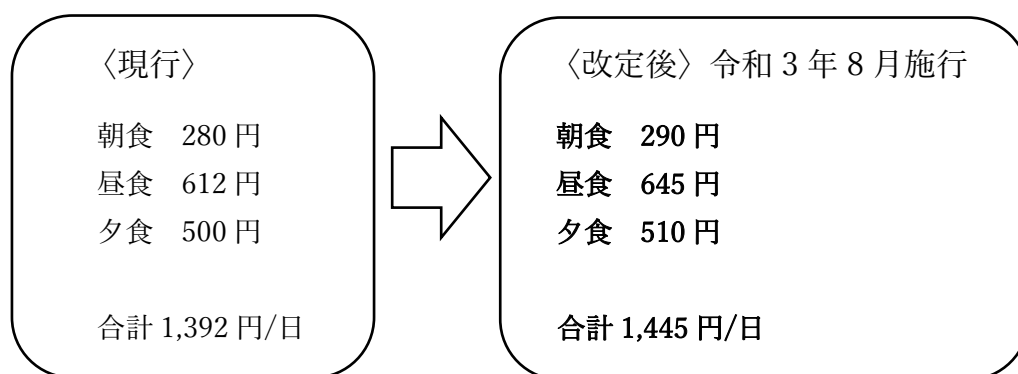 〈現行〉
朝食　280 円
昼食　612 円
夕食　500 円
合計 1,392 円/日
〈改定後〉令和 3 年 8 月施行
朝食　290 円
昼食　645 円
夕食　510 円
合計 1,445 円/日